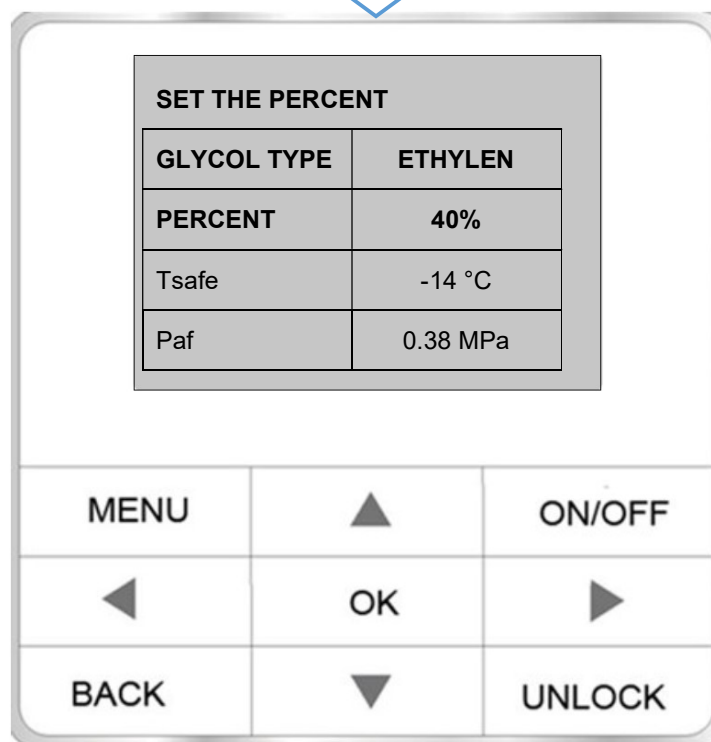 SET THE PERCENT
GLYCOL TYPE ETHYLEN
PERCENT 40%
Tsafe -14 °C
Paf 0.38 MPa
MENU ON/OFF
OK
BACK UNLOCK